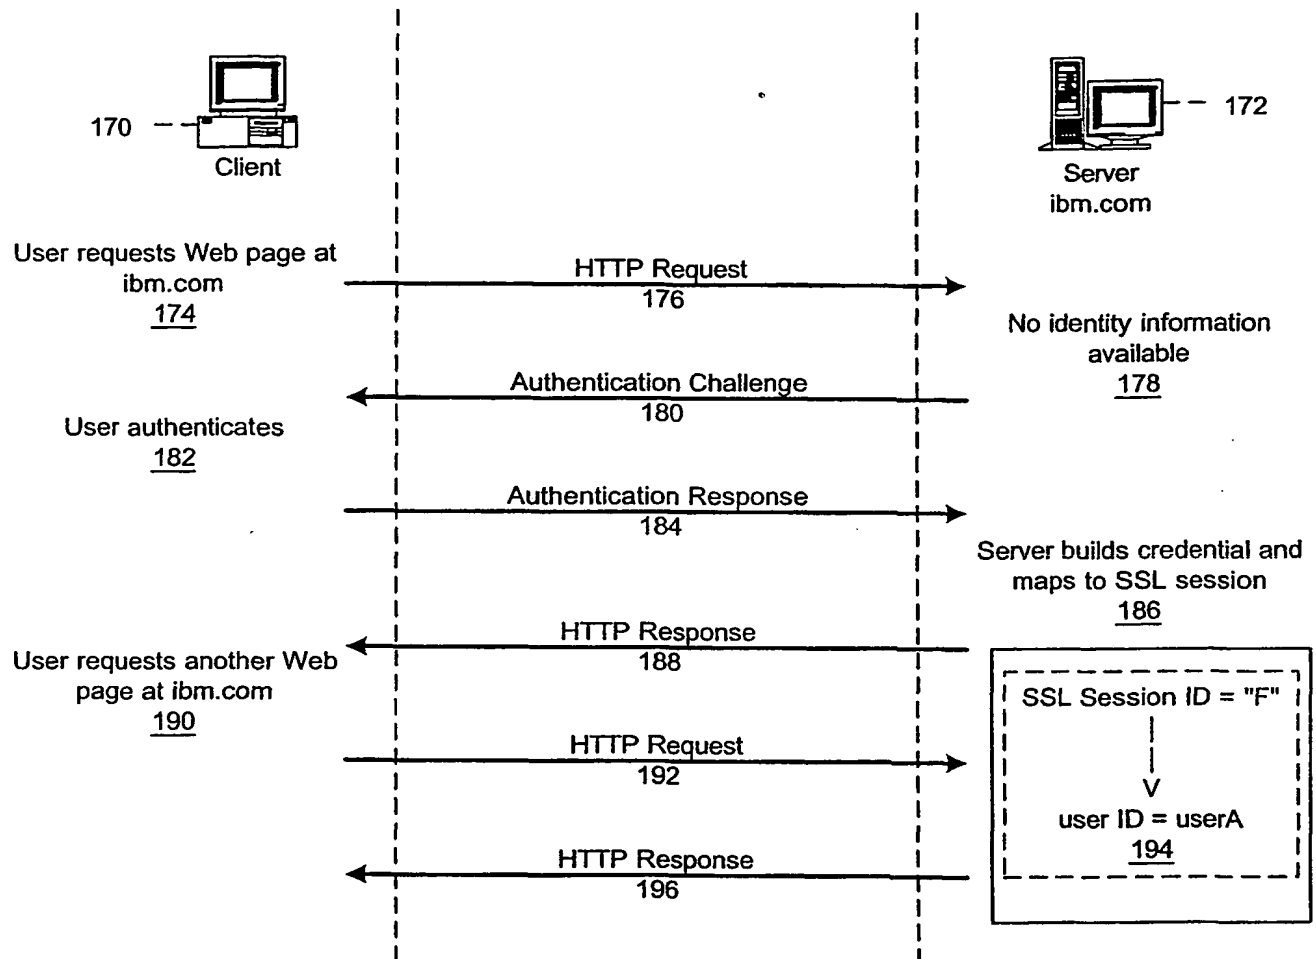 170
Client
172
Server
ibm.com
User requests Web page at
ibm.com
174
HTTP Request
176
No identity information
available
178
Authentication Challenge
180
User authenticates
182
Authentication Response
184
Server builds credential and
maps to SSL session
186
HTTP Response
188
User requests another Web
page at ibm.com
190
SSL Session ID = "F"
V
user ID = userA
194
HTTP Request
192
HTTP Response
196